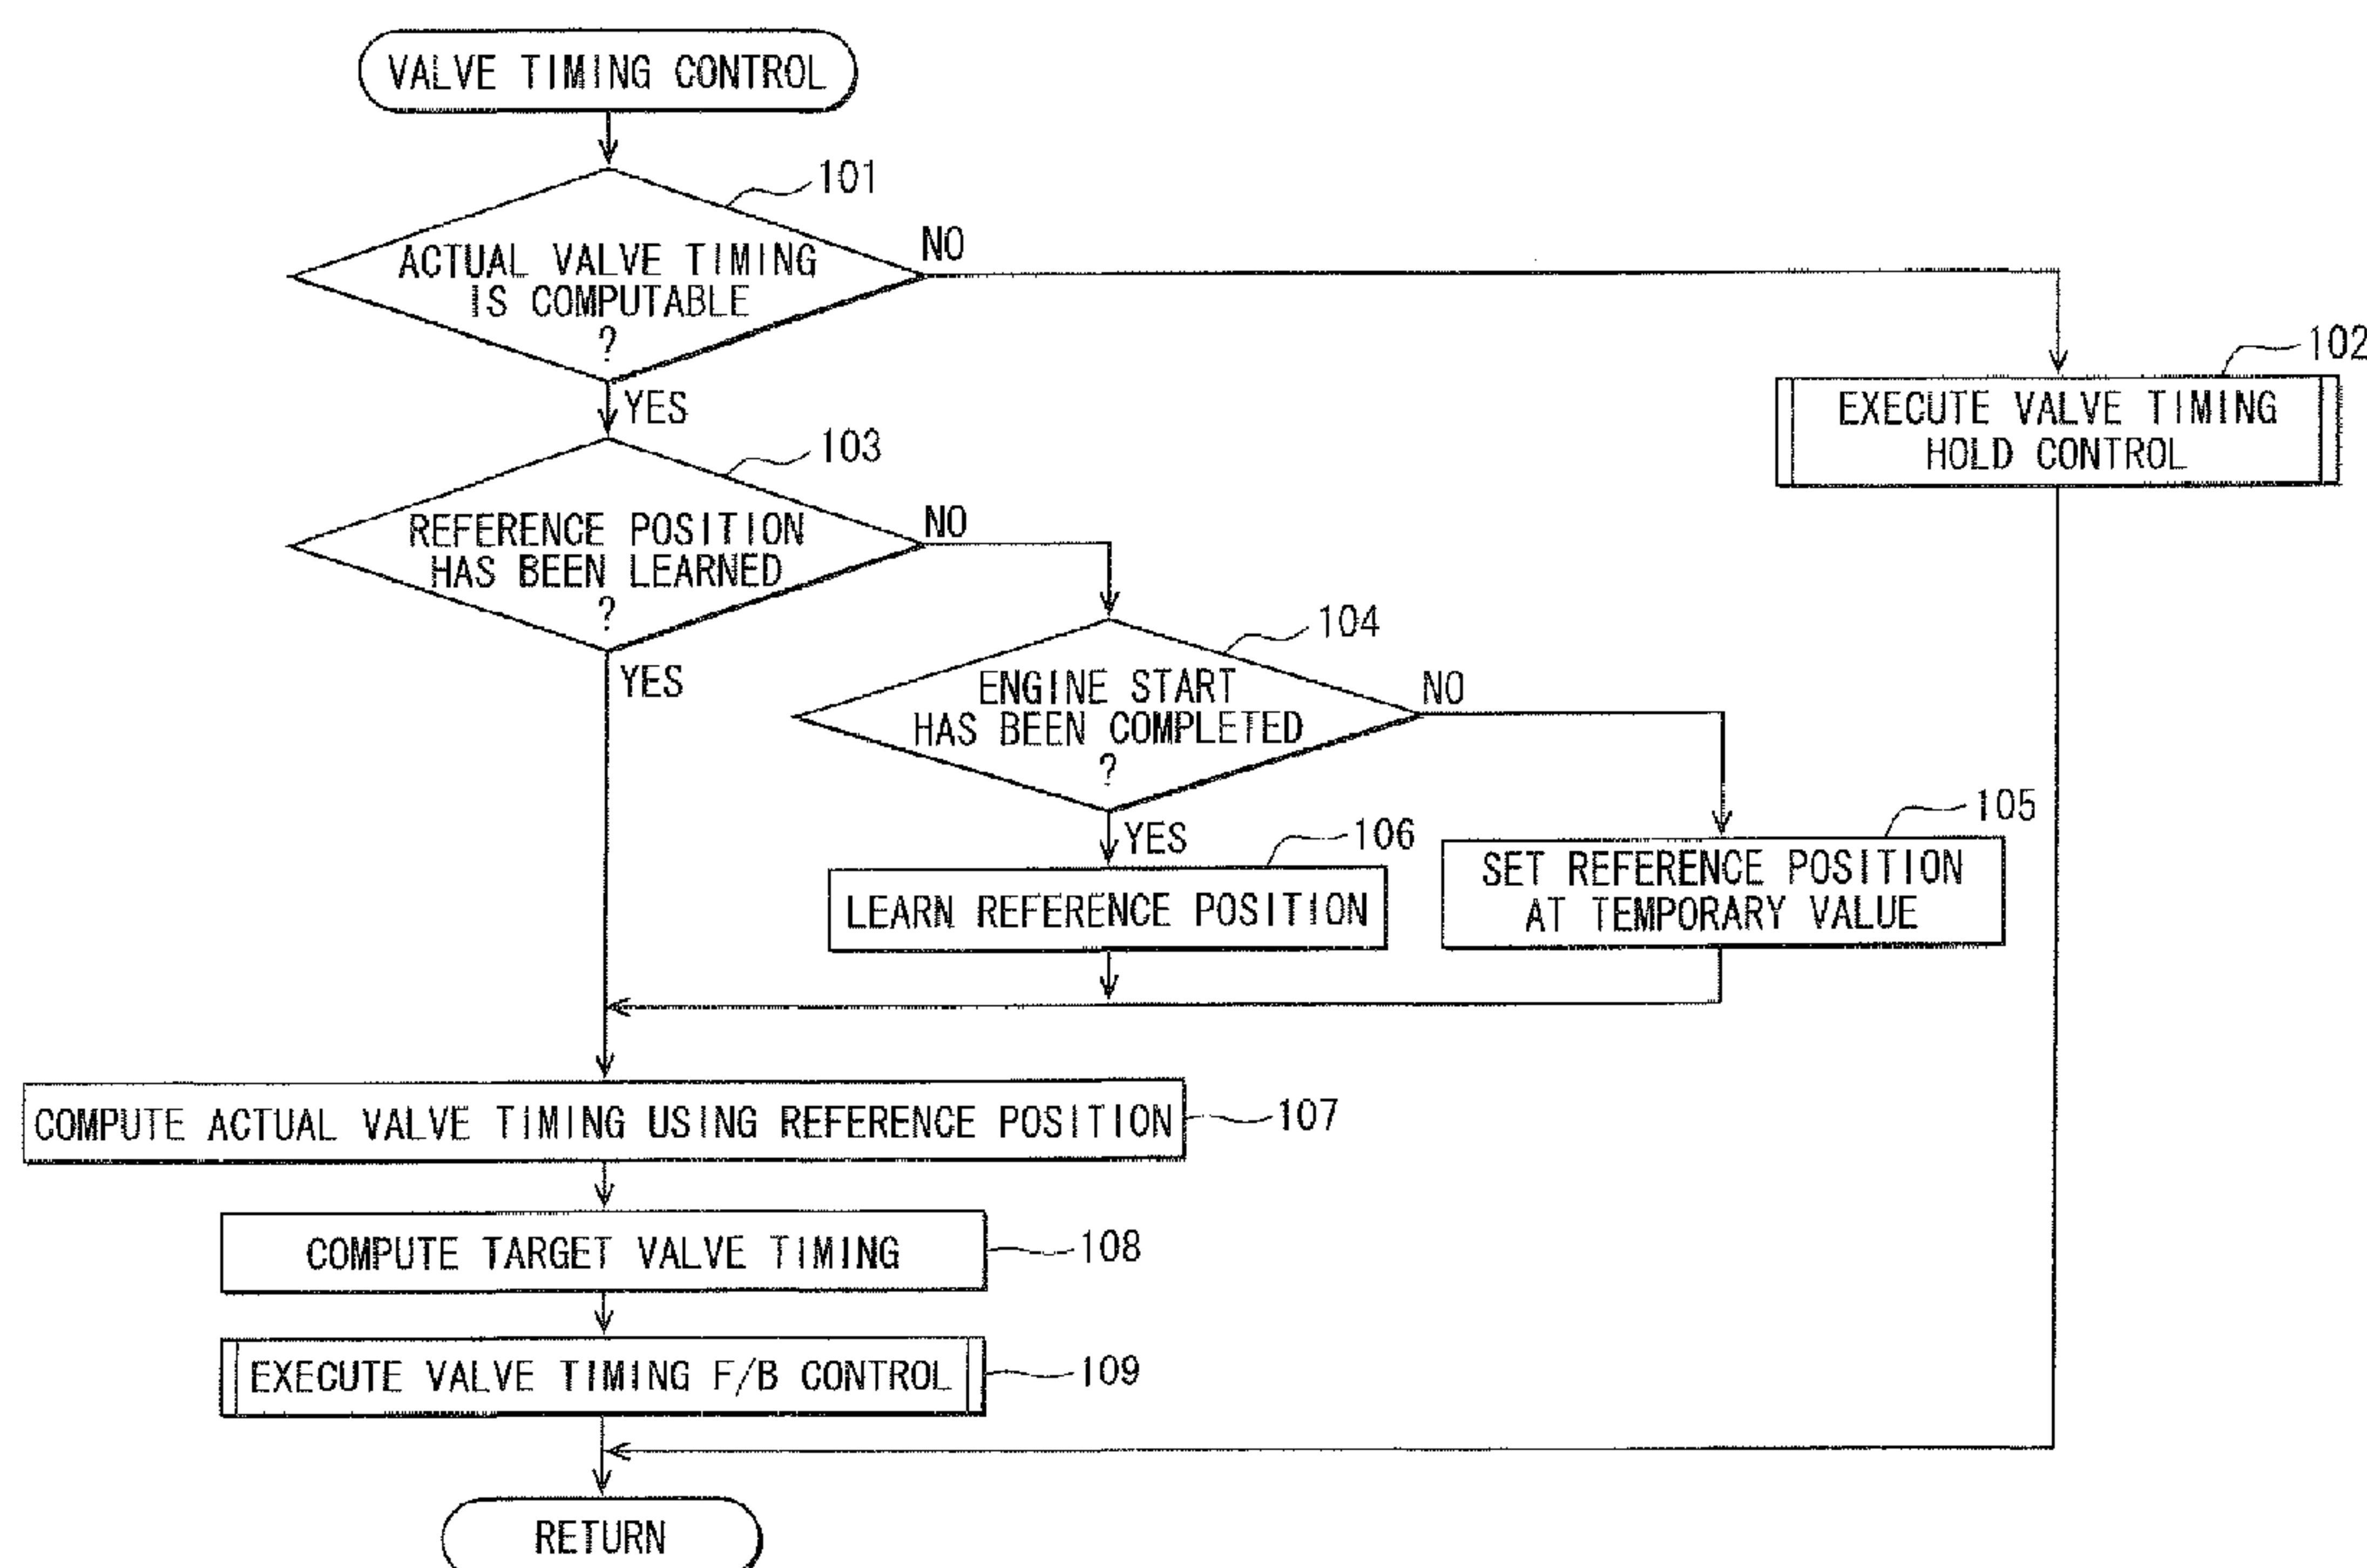 VALVE TIMING CONTROL
101
ACTUAL VALVE TIMING
IS COMPUTABLE
?
NO
YES
102
EXECUTE VALVE TIMING
HOLD CONTROL
103
REFERENCE POSITION
HAS BEEN LEARNED
?
NO
YES
104
ENGINE START
HAS BEEN COMPLETED
?
NO
YES
105
SET REFERENCE POSITION
AT TEMPORARY VALUE
106
LEARN REFERENCE POSITION
COMPUTE ACTUAL VALVE TIMING USING REFERENCE POSITION
107
COMPUTE TARGET VALVE TIMING
108
EXECUTE VALVE TIMING F/B CONTROL
109
RETURN